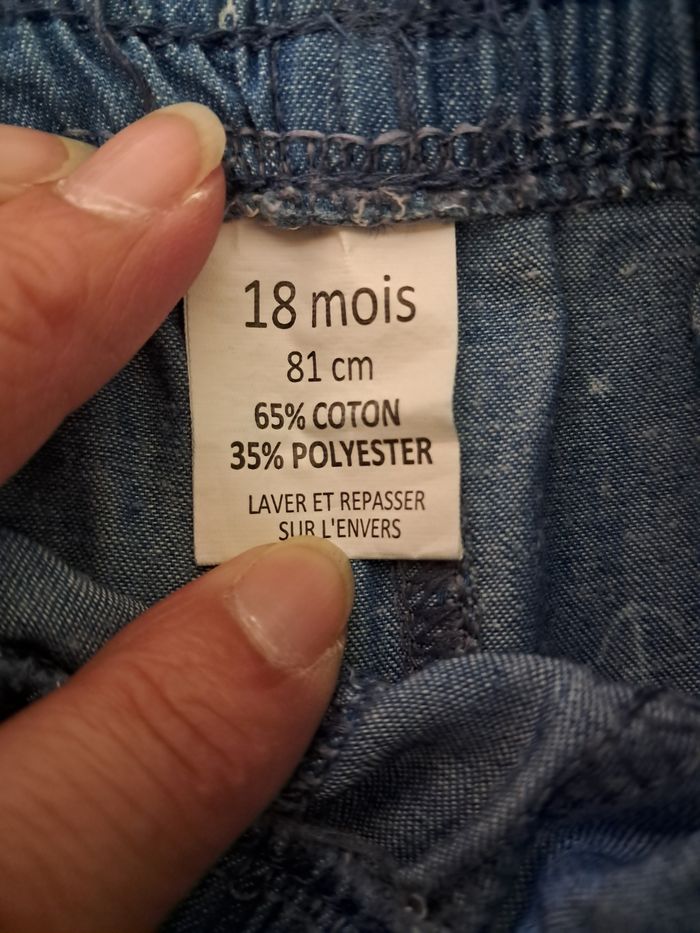 18 mois
81 cm
65% COTON
35% POLYESTER
LAVER ET REPASSER
SUR L'ENVERS